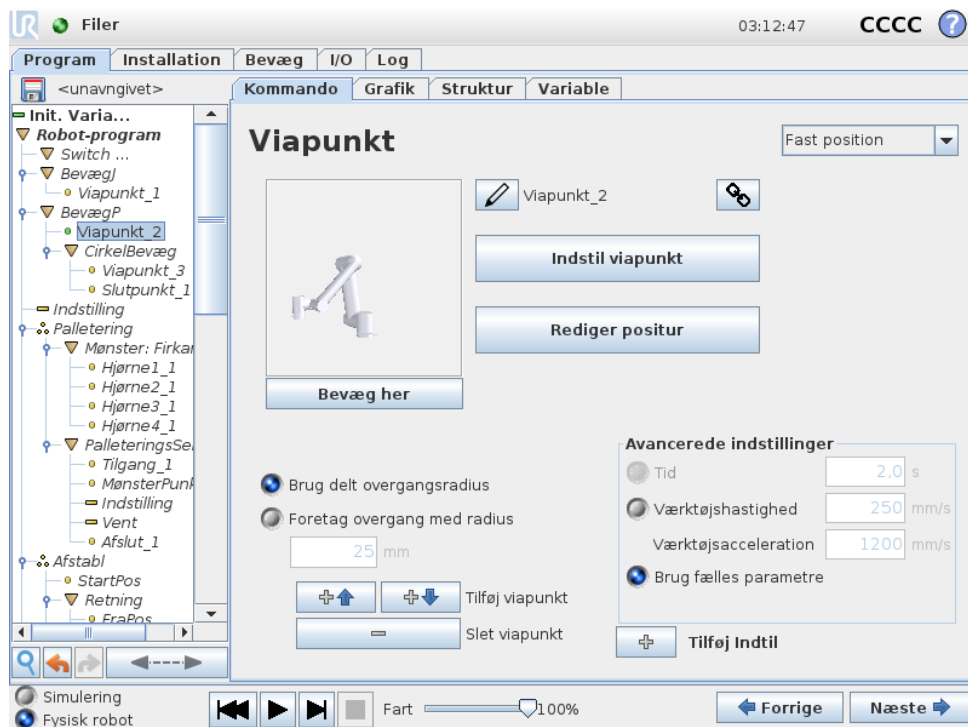 UR Filer 03:12:47 CCCC ?
Program Installation Bevæg I/O Log
<unavngivet>
Kommando Grafik Struktur Variable
Init. Varia...
Robot-program
Switch ...
BevægJ
Viapunkt_1
BevægP
Viapunkt_2
CirkelBevæg
Viapunkt_3
Slutpunkt_1
Indstilling
Palletering
Mønster: Firkan
Hjørne1_1
Hjørne2_1
Hjørne3_1
Hjørne4_1
PalleteringsSe
Tilgang_1
MønsterPunk
Indstilling
Vent
Afslut_1
Afstabl
StartPos
Retning
FraPos
Viapunkt
Fast position
Viapunkt_2
Indstil viapunkt
Rediger positur
Bevæg her
Brug delt overgangsradius
Foretag overgang med radius
25 mm
Tilføj viapunkt
Slet viapunkt
Avancerede indstillinger
Tid 2,0 s
Værktøjshastighed 250 mm/s
Værktøjsacceleration 1200 mm/s
Brug fælles parametre
Tilføj Indtil
Simulering
Fysisk robot
Fart 100%
Forrige
Næste